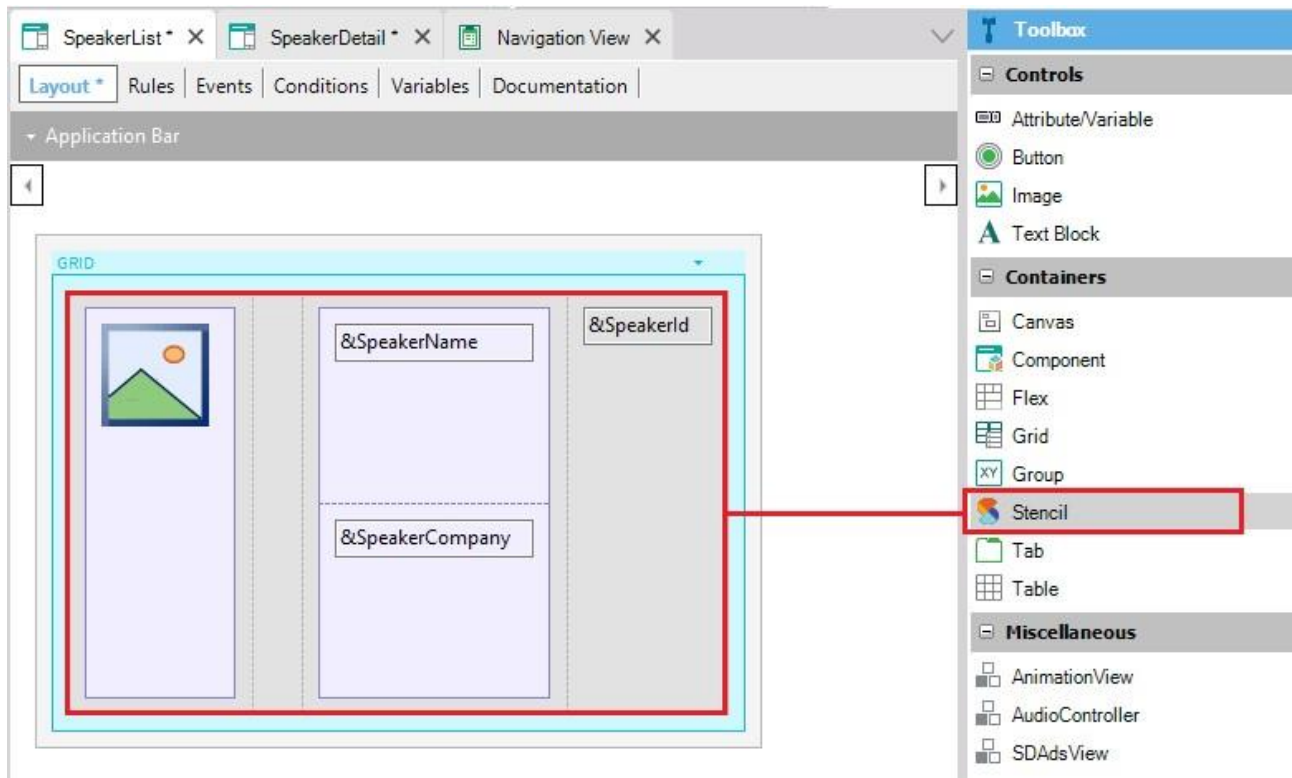 SpeakerList *
SpeakerDetail *
Navigation View
Layout *
Rules
Events
Conditions
Variables
Documentation
Application Bar
GRID
&SpeakerName
&SpeakerId
&SpeakerCompany
Toolbox
Controls
Attribute/Variable
Button
Image
A Text Block
Containers
Canvas
Component
Flex
Grid
XY Group
Stencil
Tab
Table
Miscellaneous
AnimationView
AudioController
SDAdsView